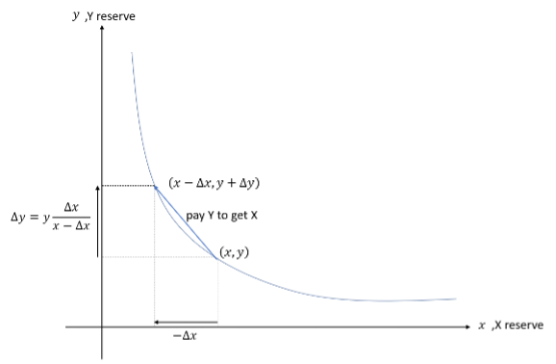 y ,Y reserve
(x − Δx, y + Δy)
pay Y to get X
Δy = y Δx / x − Δx
(x, y)
x ,X reserve
−Δx